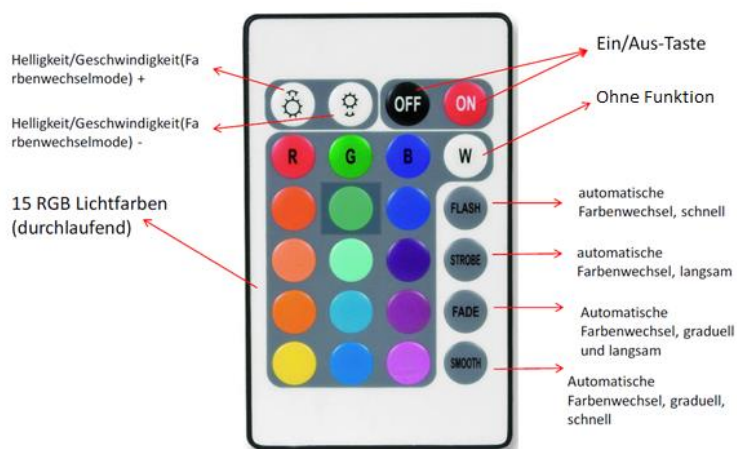 Helligkeit/Geschwindigkeit(Fa
rbenwechselmode) +
Helligkeit/Geschwindigkeit(Fa
rbenwechselmode) -
15 RGB Lichtfarben
(durchlaufend)
OFF
ON
R
G
B
W
FLASH
STROBE
FADE
SMOOTH
Ein/Aus-Taste
Ohne Funktion
automatische
Farbenwechsel, schnell
automatische
Farbenwechsel, langsam
Automatische
Farbenwechsel, graduell
und langsam
Automatische
Farbenwechsel, graduell,
schnell